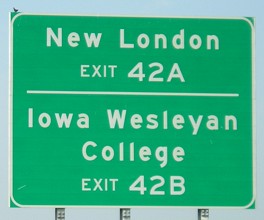 New London
EXIT 42A
Iowa Wesleyan
College
EXIT 42B